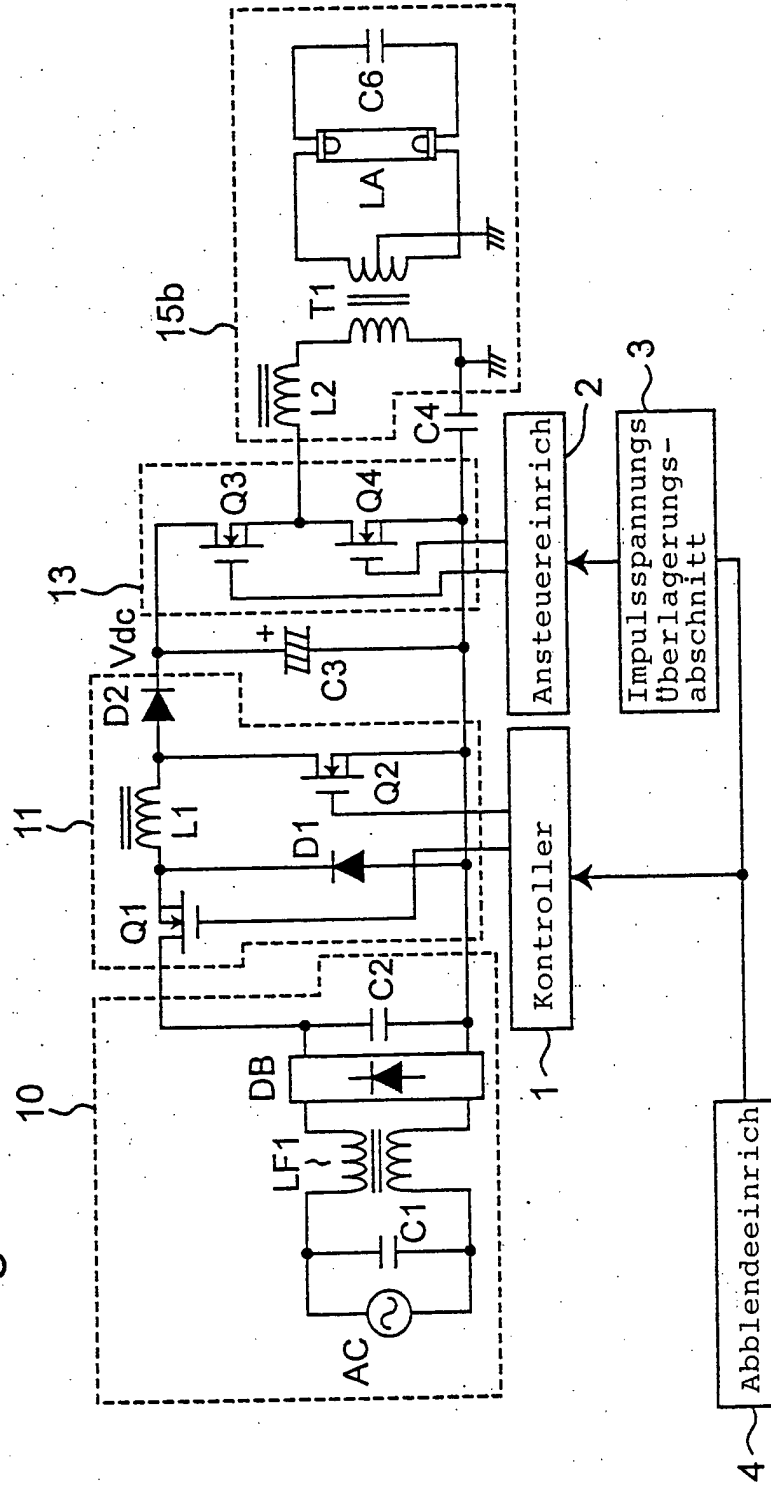 10
11
13
15b
AC
C1
LF1
DB
C2
Q1
D1
L1
Q2
D2
Vdc
+
C3
Q3
Q4
L2
C4
T1
LA
C6
1
Kontroller
Ansteuereinrich
2
Impulsspannungs
Überlagerungs-
abschnitt
3
4
Abblendeeinrich